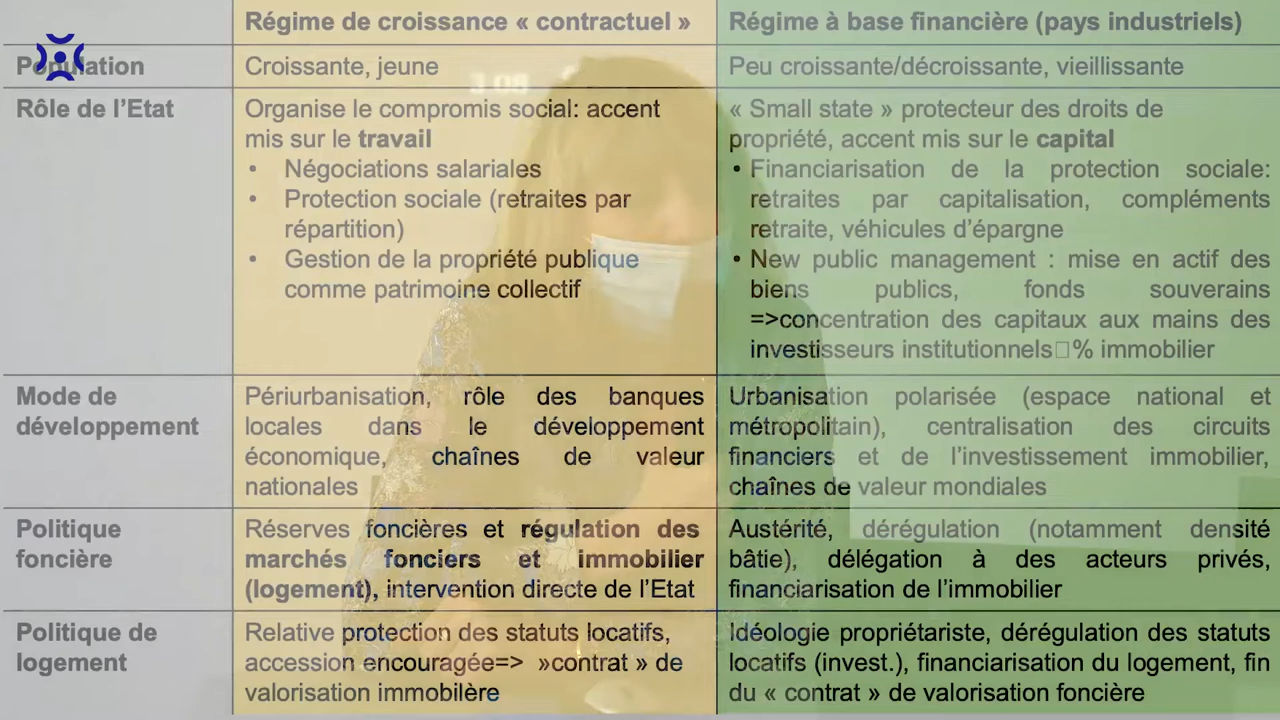 Régime de croissance « contractuel »
Régime à base financière (pays industriels)
Population
Croissante, jeune
Peu croissante/décroissante, vieillissante
Rôle de l'Etat
Organise le compromis social: accent
mis sur le travail
• Négociations salariales
• Protection sociale (retraites par
répartition)
• Gestion de la propriété publique
comme patrimoine collectif
« Small state » protecteur des droits de
propriété, accent mis sur le capital
• Financiarisation de la protection sociale:
retraites par capitalisation, compléments
retraite, véhicules d'épargne
• New public management : mise en actif des
biens publics, fonds souverains
=>concentration des capitaux aux mains des
investisseurs institutionnels□% immobilier
Mode de
développement
Périurbanisation, rôle des banques
locales dans le développement
économique, chaînes de valeur
nationales
Urbanisation polarisée (espace national et
métropolitain), centralisation des circuits
financiers et de l'investissement immobilier,
chaînes de valeur mondiales
Politique
foncière
Réserves foncières et régulation des
marchés fonciers et immobilier
(logement), intervention directe de l'Etat
Austérité, dérégulation (notamment densité
bâtie), délégation à des acteurs privés,
financiarisation de l'immobilier
Politique de
logement
Relative protection des statuts locatifs,
accession encouragée=> »contrat » de
valorisation immobilère
Idéologie propriétariste, dérégulation des statuts
locatifs (invest.), financiarisation du logement, fin
du « contrat » de valorisation foncière